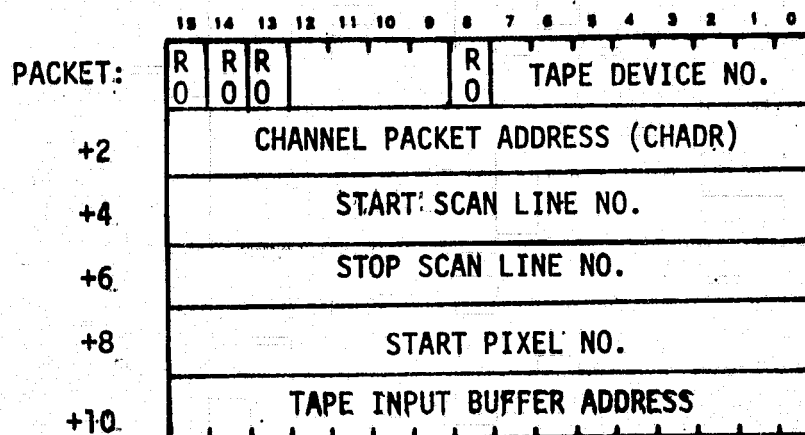 15 14 13 12 11 10 9 8 7 6 5 4 3 2 1 0
PACKET: R R R R TAPE DEVICE NO.
0 0 0 0
+2 CHANNEL PACKET ADDRESS (CHADR)
+4 START SCAN LINE NO.
+6 STOP SCAN LINE NO.
+8 START PIXEL NO.
+10 TAPE INPUT BUFFER ADDRESS